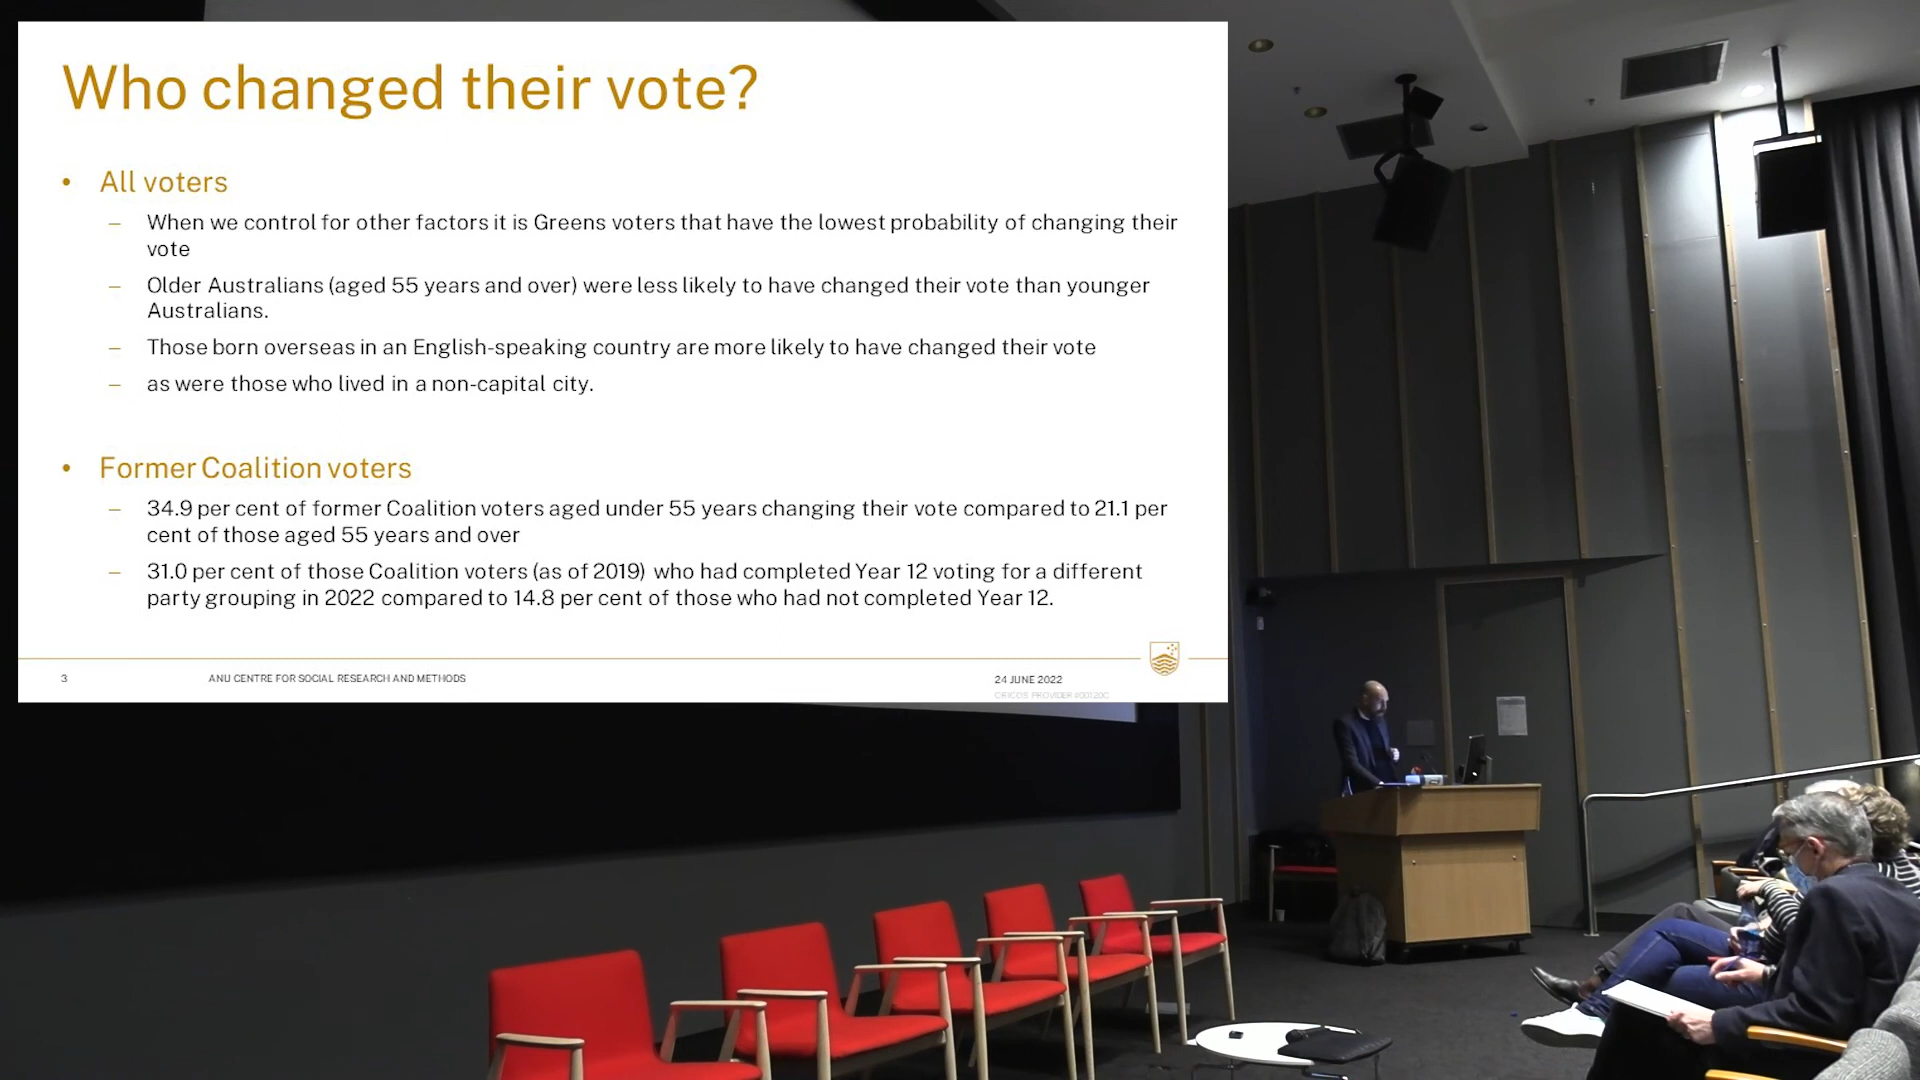 Who changed their vote?
• All voters
– When we control for other factors it is Greens voters that have the lowest probability of changing their
vote
– Older Australians (aged 55 years and over) were less likely to have changed their vote than younger
Australians.
– Those born overseas in an English-speaking country are more likely to have changed their vote
– as were those who lived in a non-capital city.
• Former Coalition voters
– 34.9 per cent of former Coalition voters aged under 55 years changing their vote compared to 21.1 per
cent of those aged 55 years and over
– 31.0 per cent of those Coalition voters (as of 2019) who had completed Year 12 voting for a different
party grouping in 2022 compared to 14.8 per cent of those who had not completed Year 12.
3 ANU CENTRE FOR SOCIAL RESEARCH AND METHODS 24 JUNE 2022
CRICOS PROVIDER #00120C